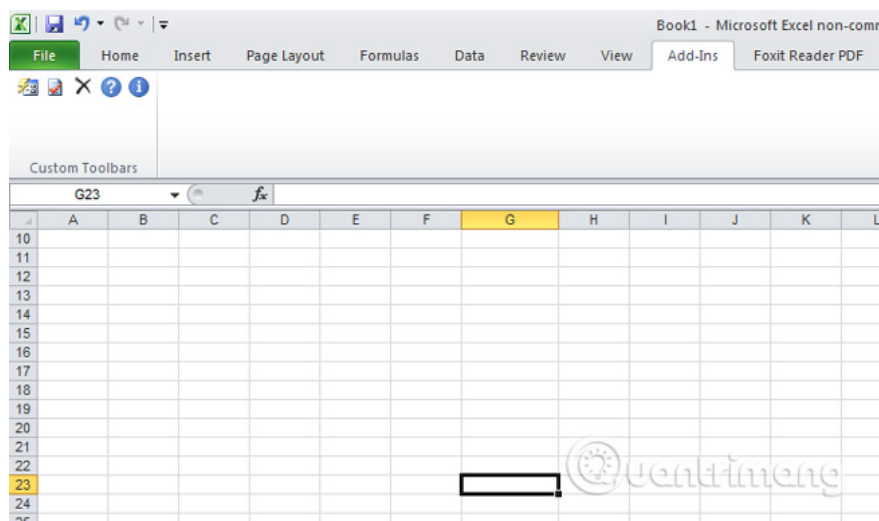 Book1 - Microsoft Excel non-comm
File Home Insert Page Layout Formulas Data Review View Add-Ins Foxit Reader PDF
Custom Toolbars
G23 fx
A B C D E F G H I J K L
10
11
12
13
14
15
16
17
18
19
20
21
22
23
24
25
Quantrimang